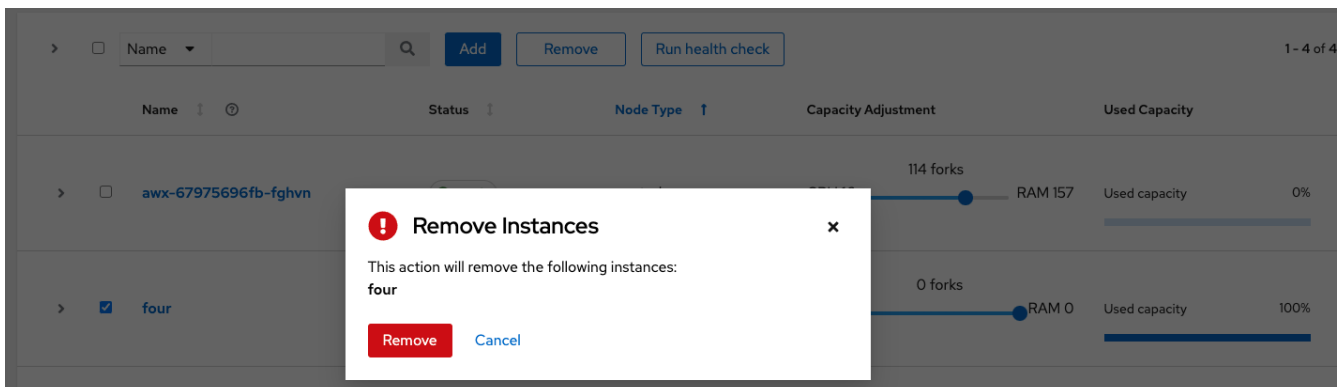 Name
Add
Remove
Run health check
1 - 4 of 4
Name
Status
Node Type
Capacity Adjustment
Used Capacity
114 forks
awx-67975696fb-fghvn
RAM 157
Used capacity
0%
Remove Instances
This action will remove the following instances:
four
0 forks
four
RAM 0
Used capacity
100%
Remove
Cancel